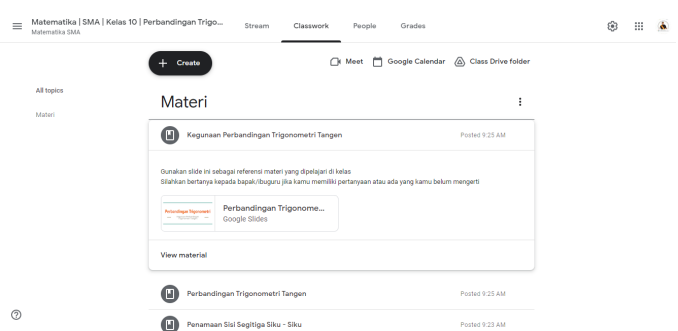 Matematika | SMA | Kelas 10 | Perbandingan Trigo...
Matematika SMA
Stream Classwork People Grades
+ Create
Meet Google Calendar Class Drive folder
All topics
Materi
Materi
Kegunaan Perbandingan Trigonometri Tangen Posted 9:25 AM
Gunakan slide ini sebagai referensi materi yang dipelajari di kelas
Silahkan bertanya kepada bapak/ibuguru jika kamu memiliki pertanyaan atau ada yang kamu belum mengerti
Perbandingan Trigonometri
Perbandingan Trigonome...
Google Slides
View material
Perbandingan Trigonometri Tangen Posted 9:25 AM
Penamaan Sisi Segitiga Siku - Siku Posted 9:23 AM